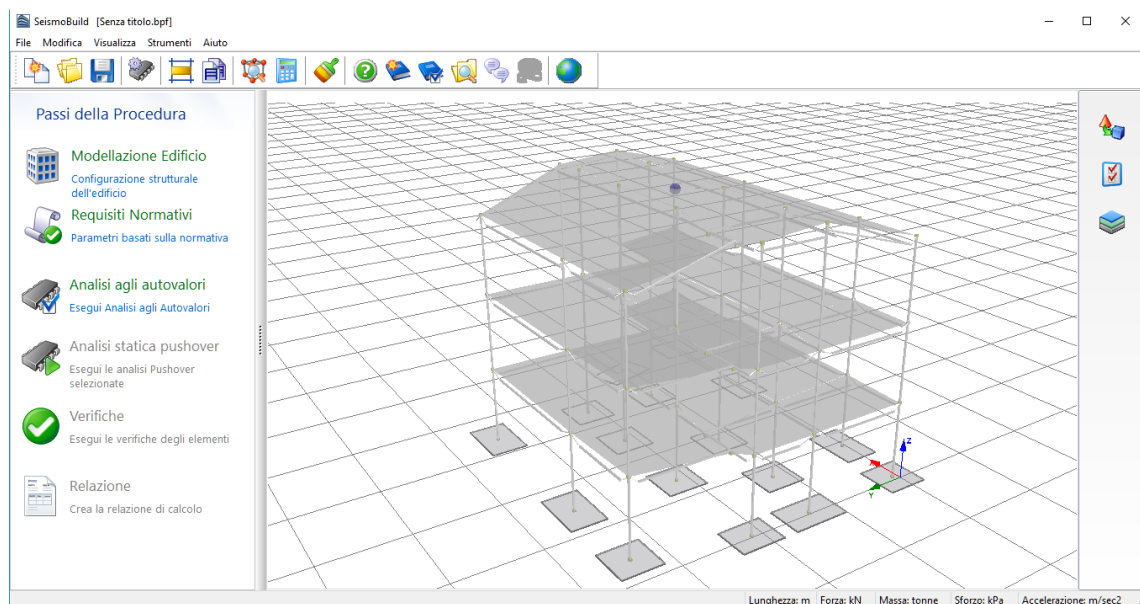 SeismoBuild [Senza titolo.bpf]
File Modifica Visualizza Strumenti Aiuto
Passi della Procedura
Modellazione Edificio
Configurazione strutturale
dell'edificio
Requisiti Normativi
Parametri basati sulla normativa
Analisi agli autovalori
Esegui Analisi agli Autovalori
Analisi statica pushover
Esegui le analisi Pushover
selezionate
Verifiche
Esegui le verifiche degli elementi
Relazione
Crea la relazione di calcolo
Z
Y
Lunghezza: m Forza: kN Massa: tonne Sforzo: kPa Accelerazione: m/sec2